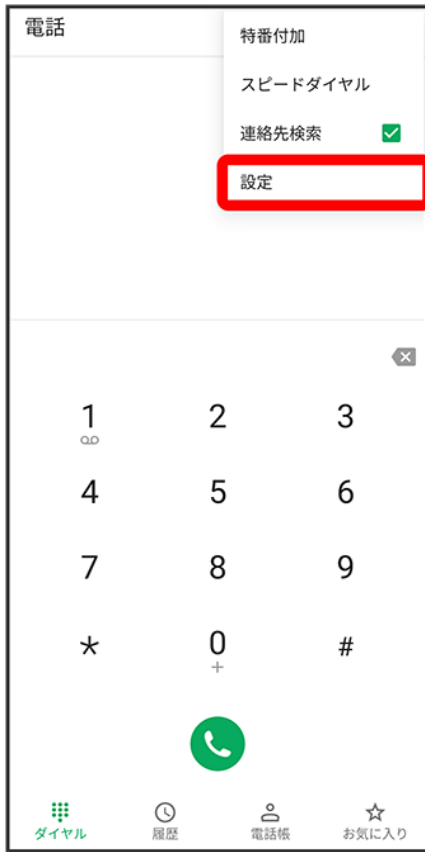 電話
特番付加
スピードダイヤル
連絡先検索
設定
1 2 3
4 5 6
7 8 9
* 0 #
+
ダイヤル 履歴 電話帳 お気に入り